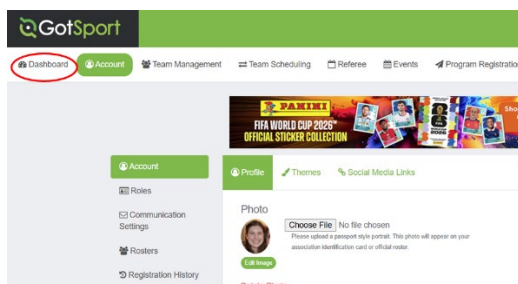 GotSport
Dashboard Account Team Management Team Scheduling Referee Events Program Registration
PANINI
FIFA WORLD CUP 2026™
OFFICIAL STICKER COLLECTION
Account
Profile Themes Social Media Links
Roles
Communication
Settings
Rosters
Registration History
Photo
Choose File No file chosen
Please upload a passport style portrait. This photo will appear on your
association identification card or official roster.
Edit Image